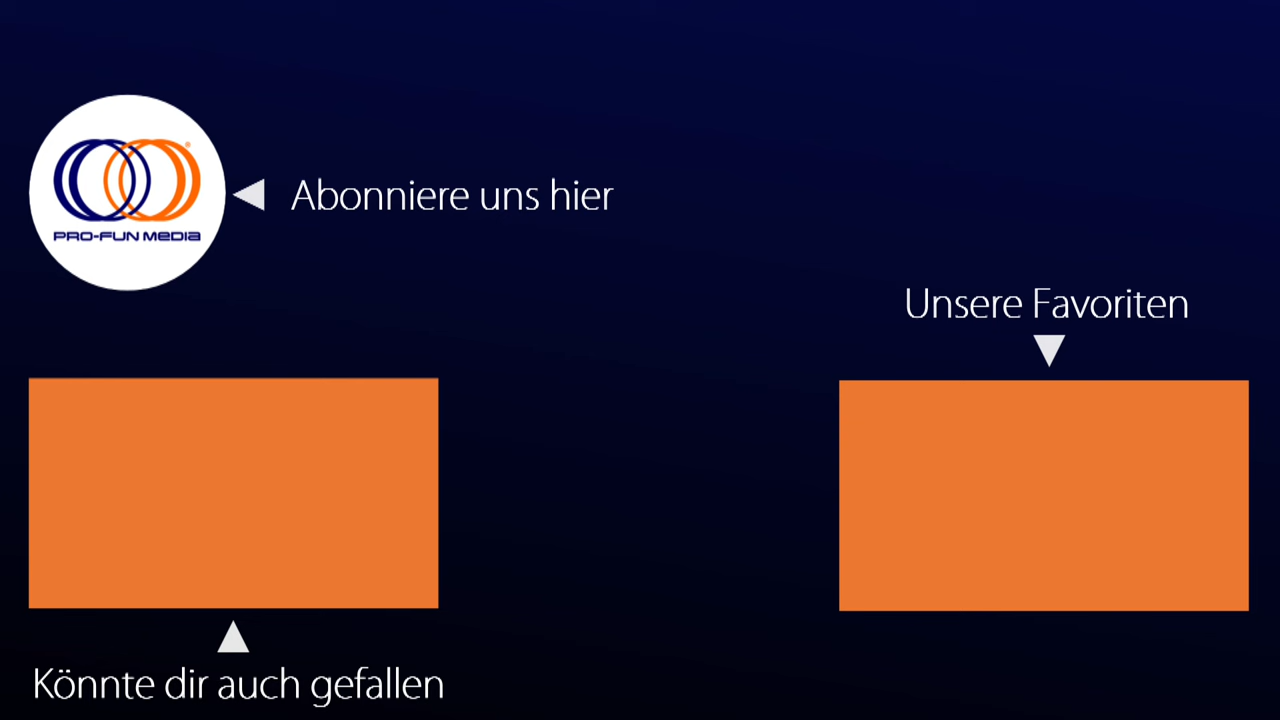 PRO-FUN MEDIA
Abonniere uns hier
Unsere Favoriten
Könnte dir auch gefallen